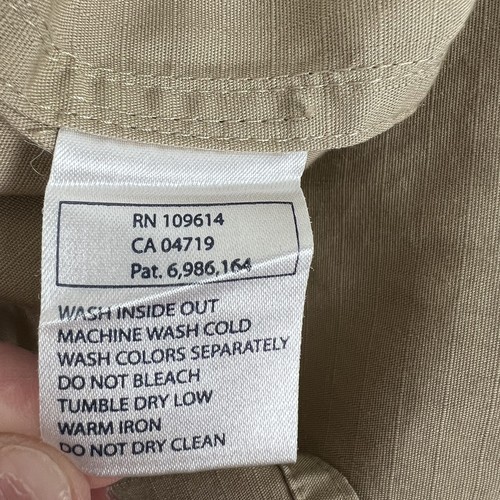 RN 109614
CA 04719
Pat. 6,986,164
WASH INSIDE OUT
MACHINE WASH COLD
WASH COLORS SEPARATELY
DO NOT BLEACH
TUMBLE DRY LOW
WARM IRON
DO NOT DRY CLEAN